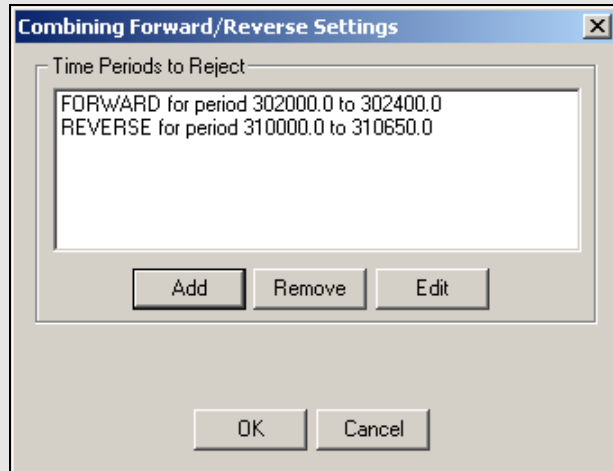 Combining Forward/Reverse Settings
Time Periods to Reject
FORWARD for period 302000.0 to 302400.0
REVERSE for period 310000.0 to 310650.0
Add Remove Edit
OK Cancel